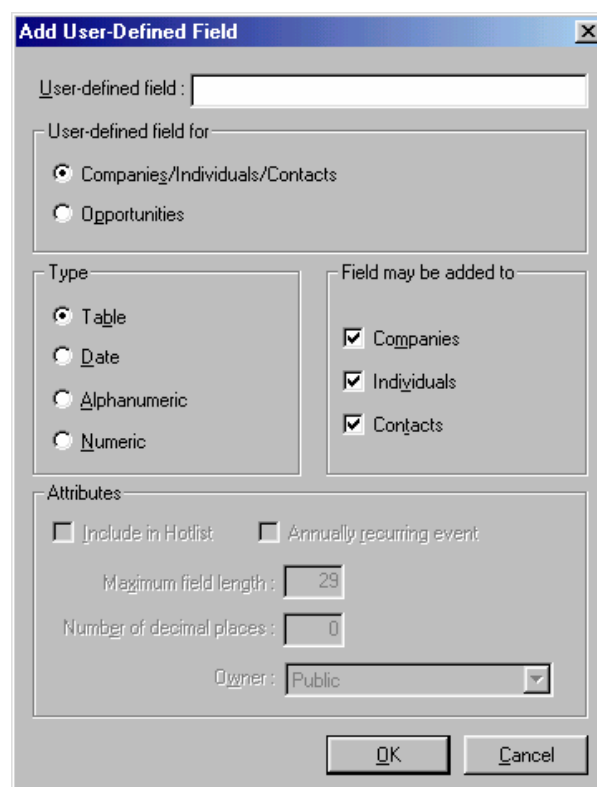 Add User-Defined Field
User-defined field :
User-defined field for
Companies/Individuals/Contacts
Opportunities
Type
Table
Date
Alphanumeric
Numeric
Field may be added to
Companies
Individuals
Contacts
Attributes
Include in Hotlist Annually recurring event
Maximum field length : 29
Number of decimal places : 0
Owner : Public
OK Cancel